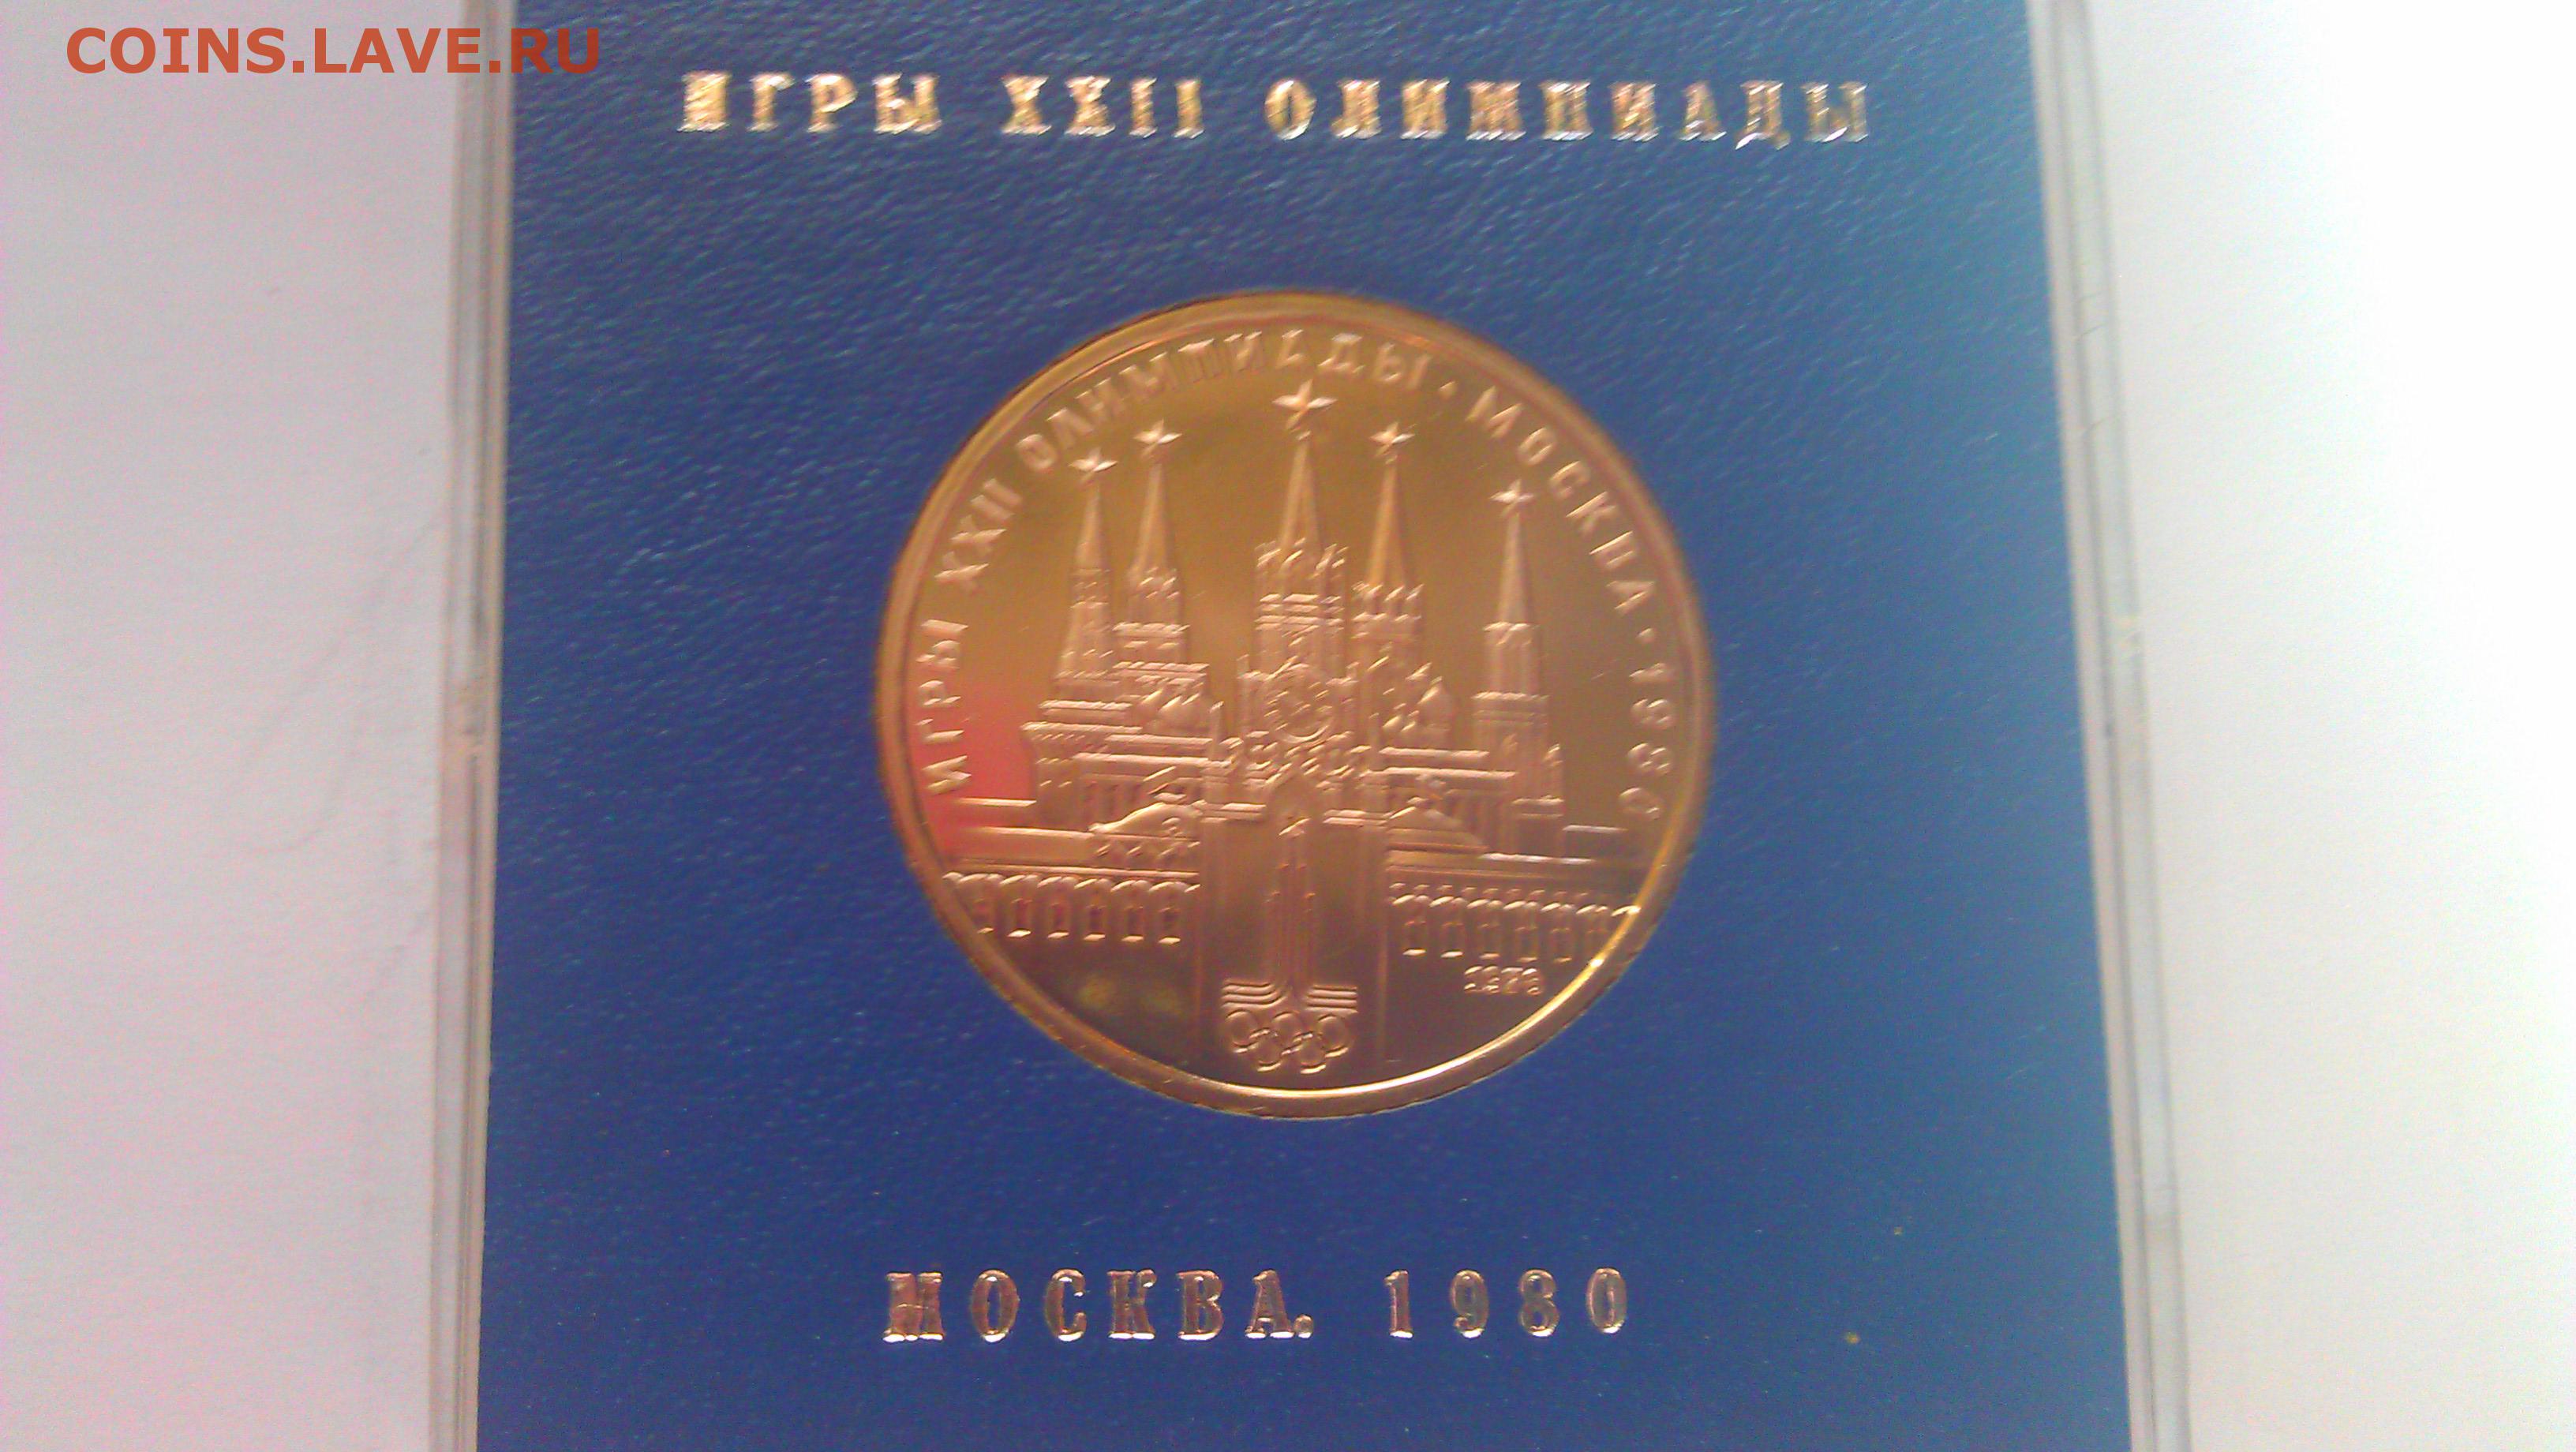 COINS.LAVE.RU
ИГРЫ XXII ОЛИМПИАДЫ
ИГРЫ XXII ОЛИМПИАДЫ · МОСКВА · 1980
1978
МОСКВА. 1980